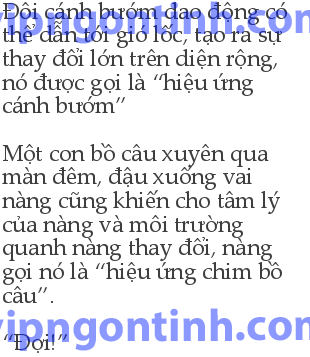 Đôi cánh bướm dao động có
thể dẫn tới gió lốc, tạo ra sự
thay đổi lớn trên diện rộng,
nó được gọi là “hiệu ứng
cánh bướm”
Một con bồ câu xuyên qua
màn đêm, đậu xuống vai
nàng cũng khiến cho tâm lý
của nàng và môi trường
quanh nàng thay đổi, nàng
gọi nó là “hiệu ứng chim bồ
câu”.
“Đợi!”
vipngontinh.com
vipngontinh.com